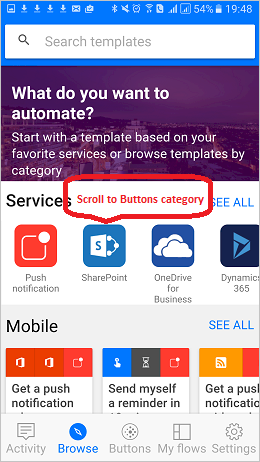 54% 19:48
Search templates
What do you want to
automate?
Start with a template based on your
favorite services or browse templates by
category
Services
Scroll to Buttons category
SEE ALL
Push
notification
SharePoint
OneDrive
for
Business
Dynamics
365
Mobile
SEE ALL
Get a push
notification
Send myself
a reminder in
Get a
push
Activity
Browse
Buttons
My flows
Settings